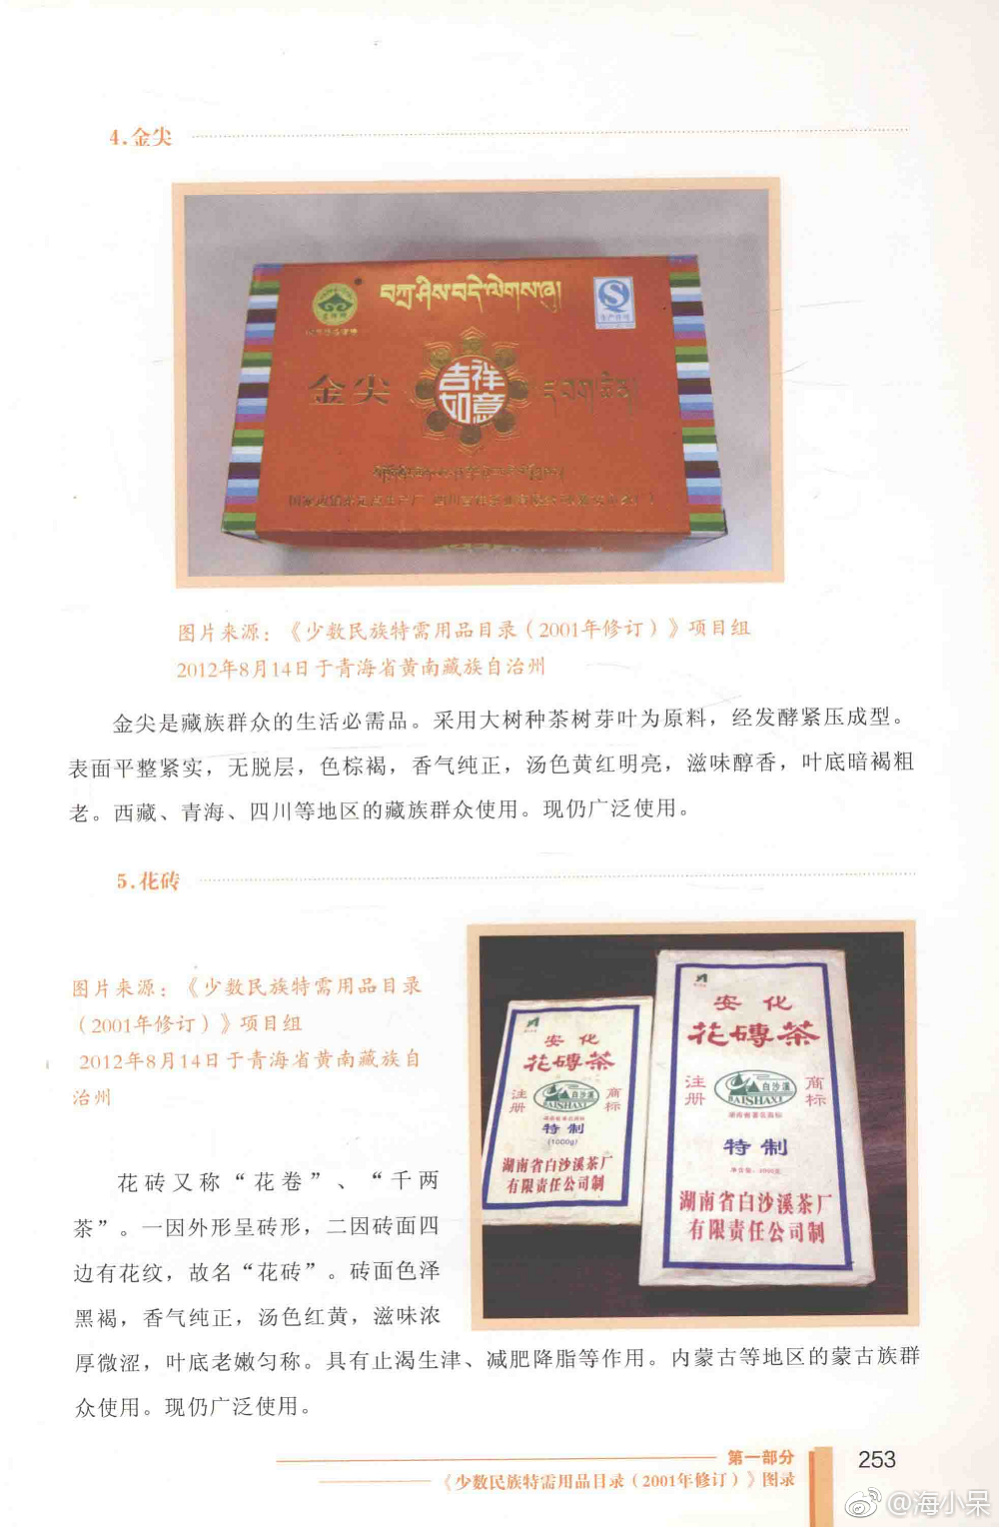 4.金尖
བཀྲ་ཤིས་བདེ་ལེགས་ཞུ།
S
金尖
吉祥
如意
图片来源：《少数民族特需用品目录（2001年修订）》项目组
2012年8月14日于青海省黄南藏族自治州
金尖是藏族群众的生活必需品。采用大树种茶树芽叶为原料，经发酵紧压成型。
表面平整紧实，无脱层，色棕褐，香气纯正，汤色黄红明亮，滋味醇香，叶底暗褐粗
老。西藏、青海、四川等地区的藏族群众使用。现仍广泛使用。
5.花砖
图片来源：《少数民族特需用品目录
（2001年修订）》项目组
2012年8月14日于青海省黄南藏族自
治州
安化
花磚茶
注册
白沙溪
BAISHAXI
商标
湖南省著名商标
特制
(1000g)
湖南省白沙溪茶厂
有限责任公司制
安化
花磚茶
注册
白沙溪
BAISHAXI
商标
湖南省著名商标
特制
湖南省白沙溪茶厂
有限责任公司制
花砖又称“花卷”、“千两
茶”。一因外形呈砖形，二因砖面四
边有花纹，故名“花砖”。砖面色泽
黑褐，香气纯正，汤色红黄，滋味浓
厚微涩，叶底老嫩匀称。具有止渴生津、减肥降脂等作用。内蒙古等地区的蒙古族群
众使用。现仍广泛使用。
第一部分
《少数民族特需用品目录（2001年修订）》图录
253
@海小呆